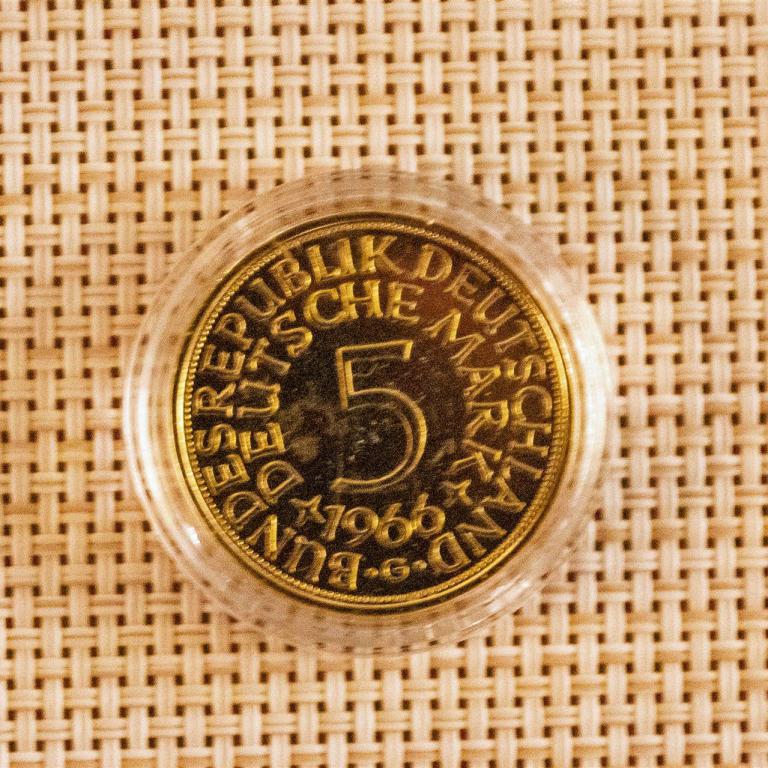 BUNDESREPUBLIK DEUTSCHLAND
DEUTSCHE MARK
5
1966
·G·